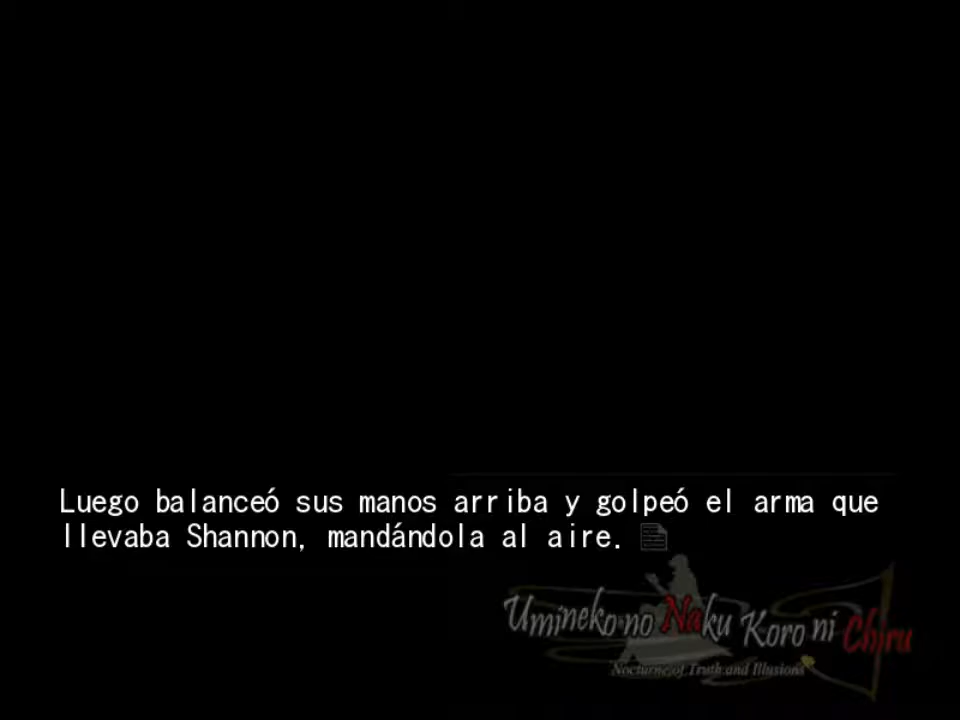 Luego balanceó sus manos arriba y golpeó el arma que
llevaba Shannon, mandándola al aire.
Umineko no Naku Koro ni Chiru
Nocturne of Truth and Illusions